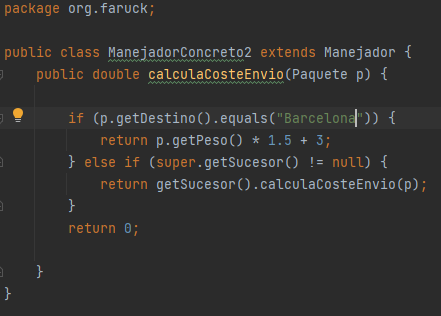 package org.faruck;
public class ManejadorConcreto2 extends Manejador {
public double calculaCosteEnvio(Paquete p) {
if (p.getDestino().equals("Barcelona")) {
return p.getPeso() * 1.5 + 3;
} else if (super.getSucesor() != null) {
return getSucesor().calculaCosteEnvio(p);
}
return 0;
}
}